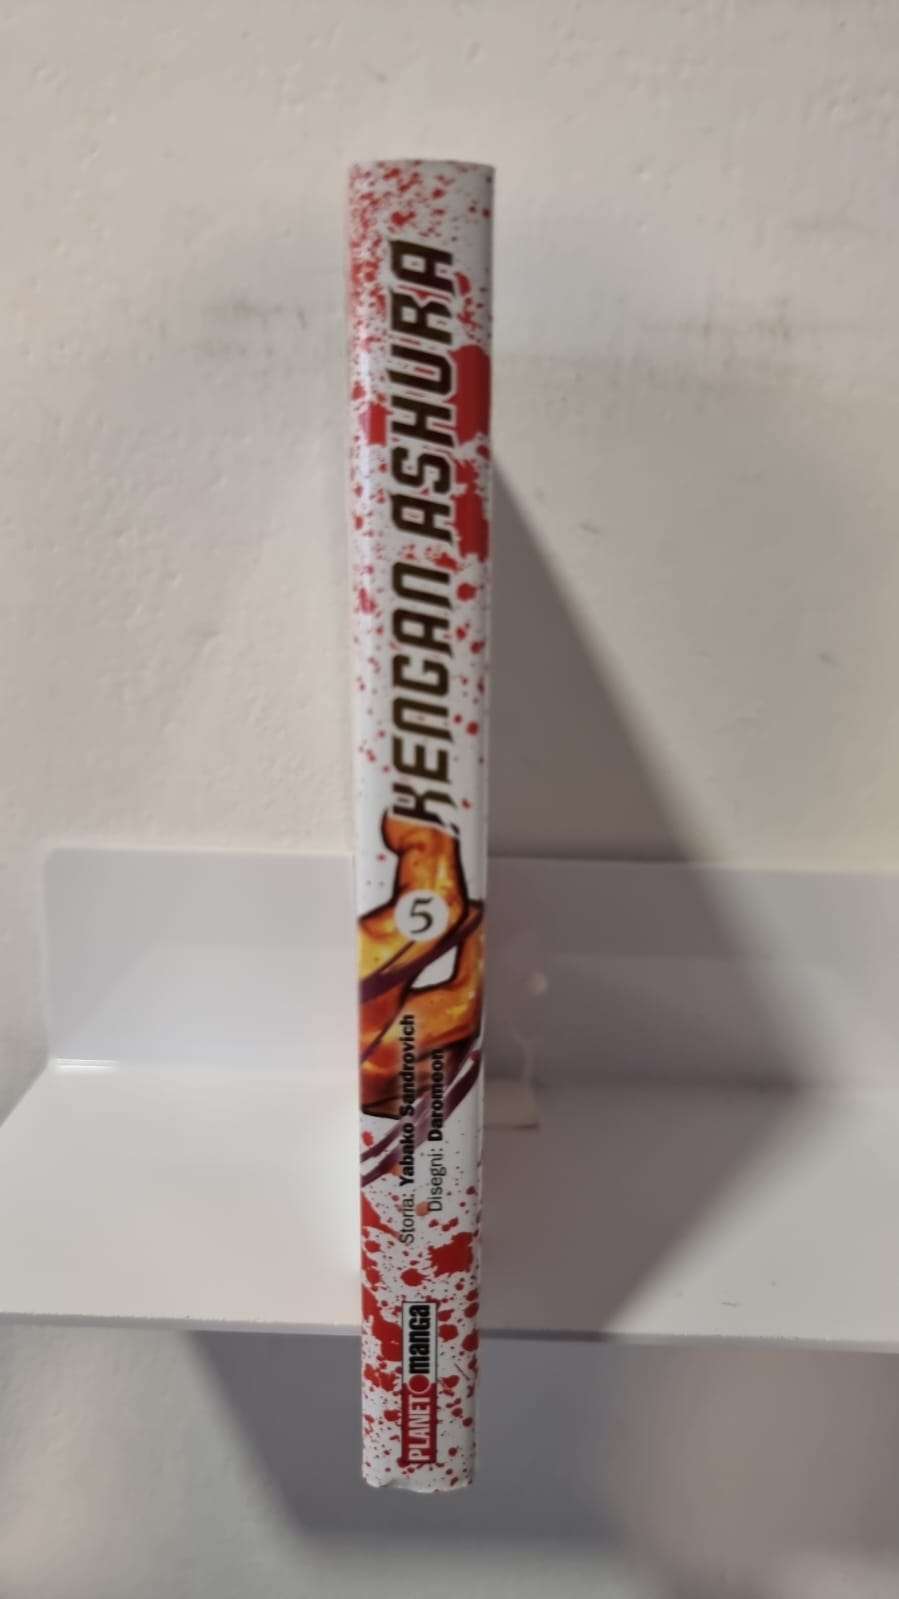 KENGAN ASHURA
5
Storia: Yabako Sandrovich
Disegni: Daromeon
PLANET manga